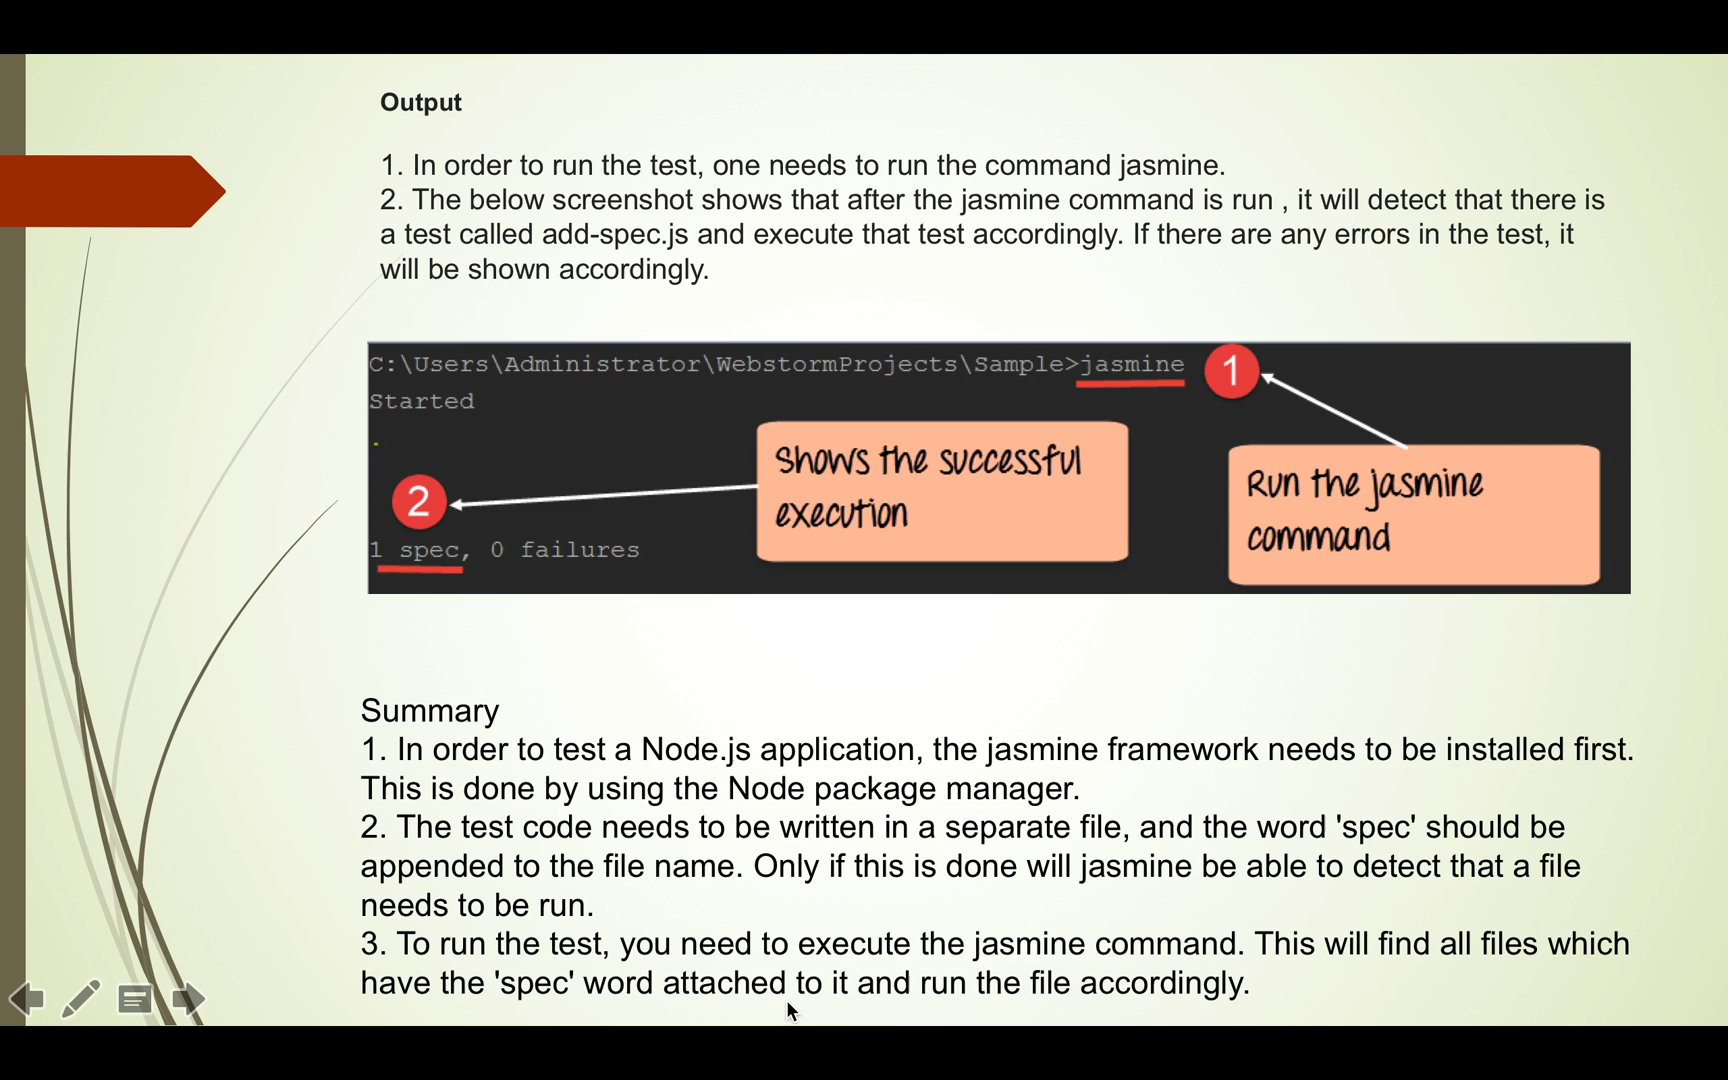 Output
1. In order to run the test, one needs to run the command jasmine.
2. The below screenshot shows that after the jasmine command is run , it will detect that there is
a test called add-spec.js and execute that test accordingly. If there are any errors in the test, it
will be shown accordingly.
C:\Users\Administrator\WebstormProjects\Sample>jasmine
1
Started
.
Shows the successful
execution
Run the jasmine
command
2
1 spec, 0 failures
Summary
1. In order to test a Node.js application, the jasmine framework needs to be installed first.
This is done by using the Node package manager.
2. The test code needs to be written in a separate file, and the word 'spec' should be
appended to the file name. Only if this is done will jasmine be able to detect that a file
needs to be run.
3. To run the test, you need to execute the jasmine command. This will find all files which
have the 'spec' word attached to it and run the file accordingly.